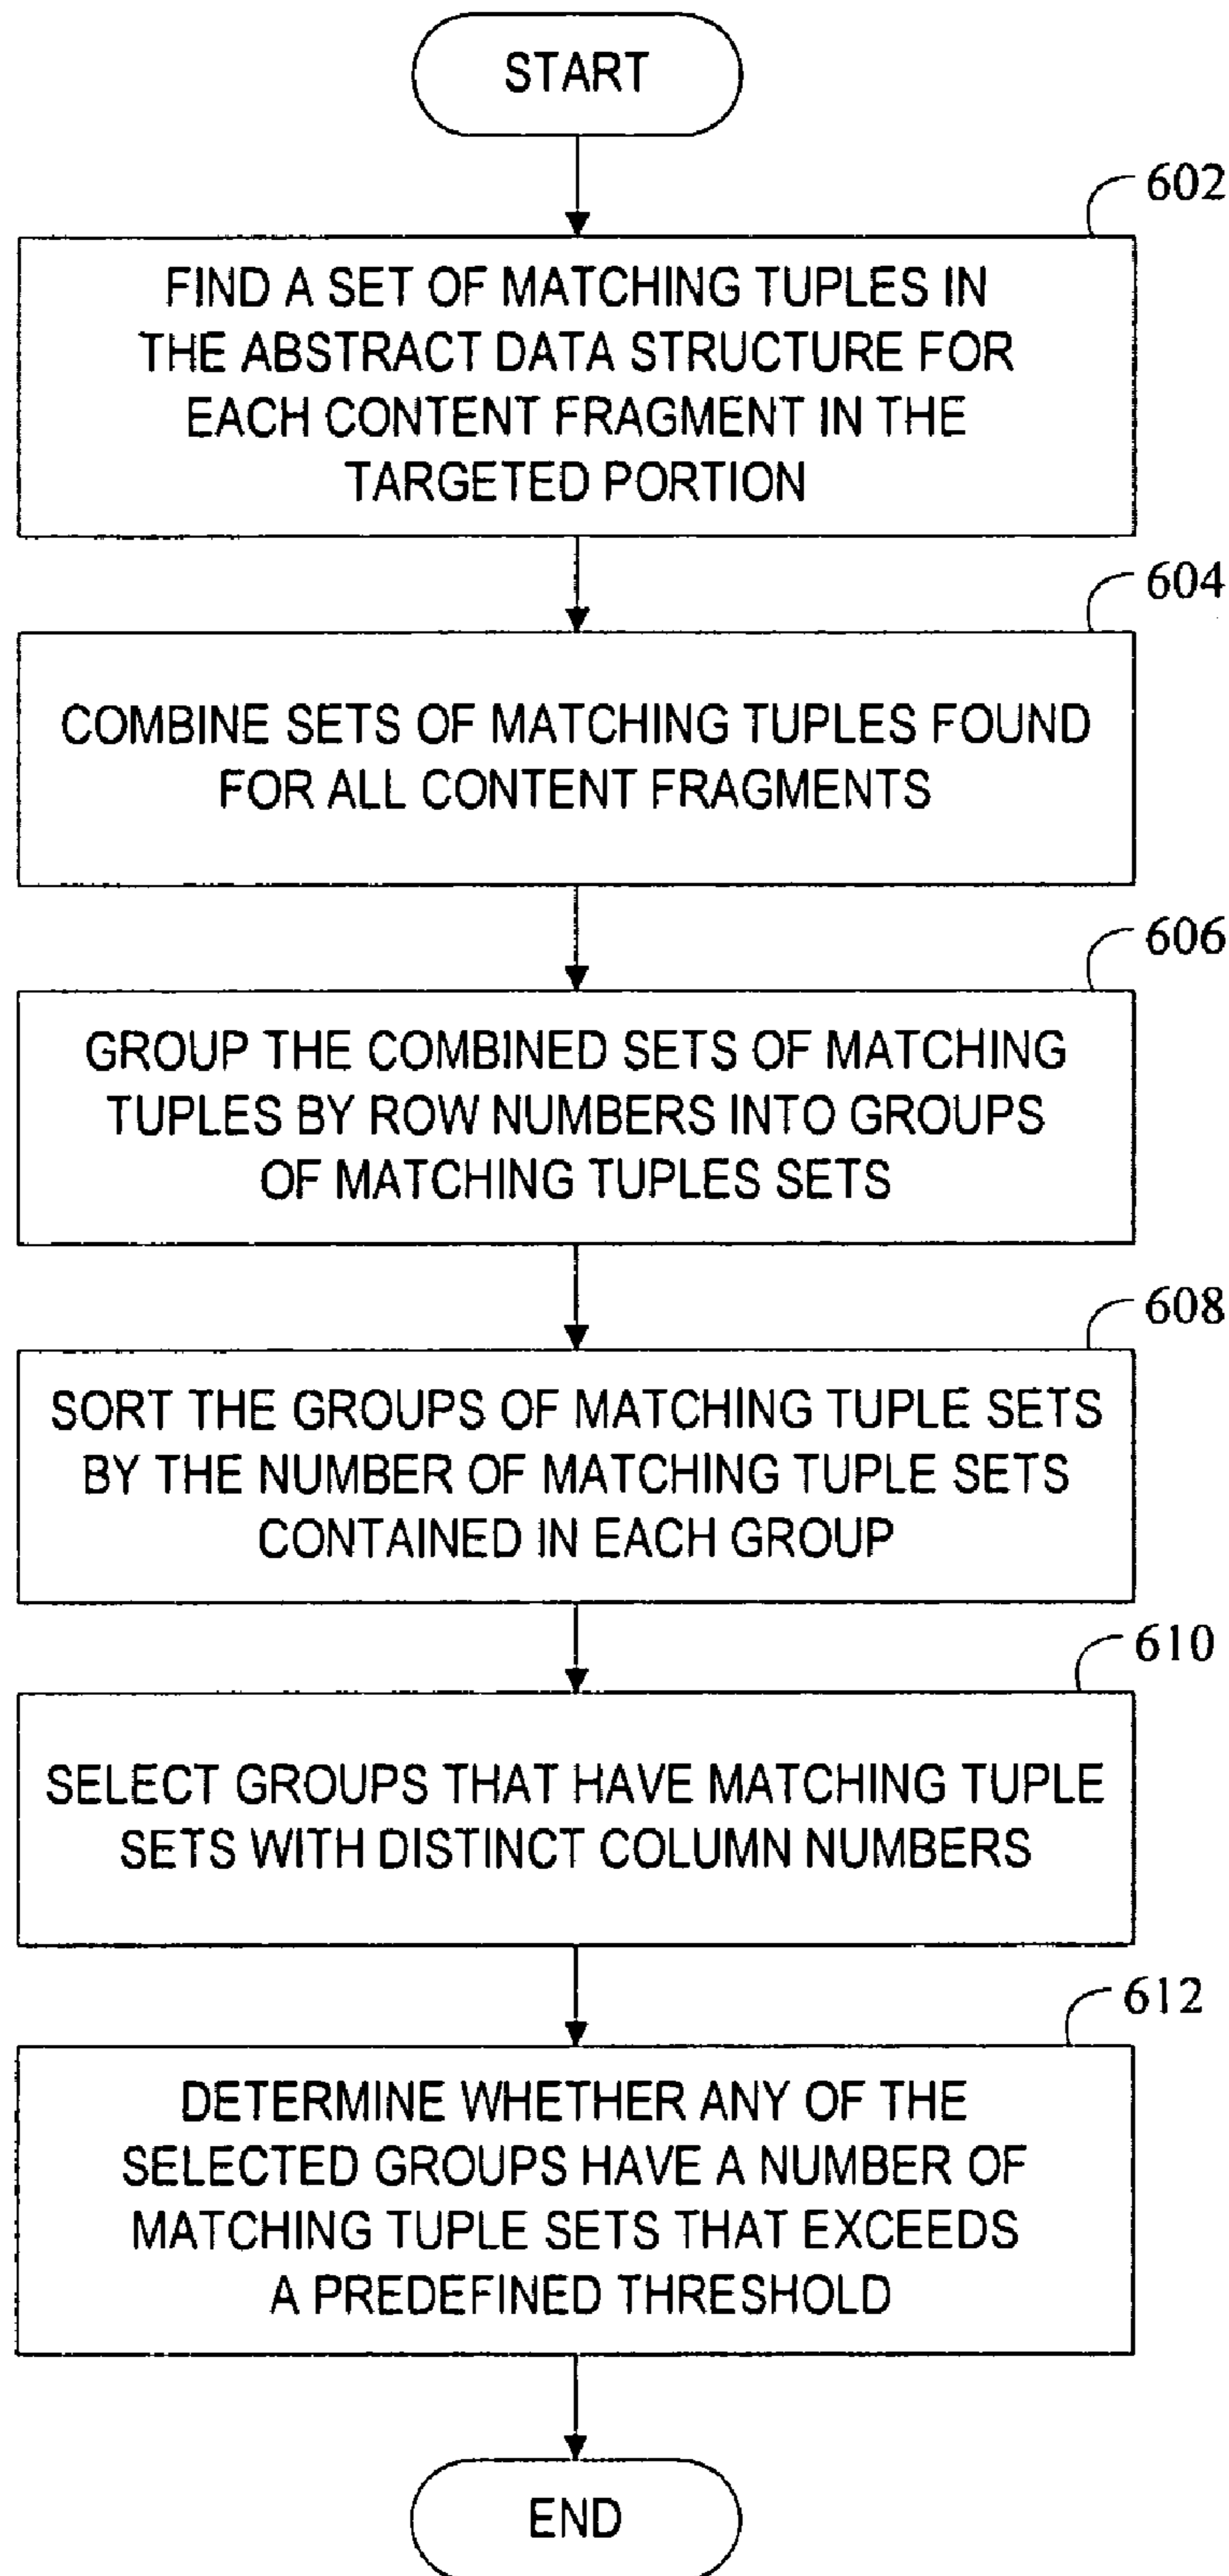 START
602
FIND A SET OF MATCHING TUPLES IN
THE ABSTRACT DATA STRUCTURE FOR
EACH CONTENT FRAGMENT IN THE
TARGETED PORTION
604
COMBINE SETS OF MATCHING TUPLES FOUND
FOR ALL CONTENT FRAGMENTS
606
GROUP THE COMBINED SETS OF MATCHING
TUPLES BY ROW NUMBERS INTO GROUPS
OF MATCHING TUPLES SETS
608
SORT THE GROUPS OF MATCHING TUPLE SETS
BY THE NUMBER OF MATCHING TUPLE SETS
CONTAINED IN EACH GROUP
610
SELECT GROUPS THAT HAVE MATCHING TUPLE
SETS WITH DISTINCT COLUMN NUMBERS
612
DETERMINE WHETHER ANY OF THE
SELECTED GROUPS HAVE A NUMBER OF
MATCHING TUPLE SETS THAT EXCEEDS
A PREDEFINED THRESHOLD
END